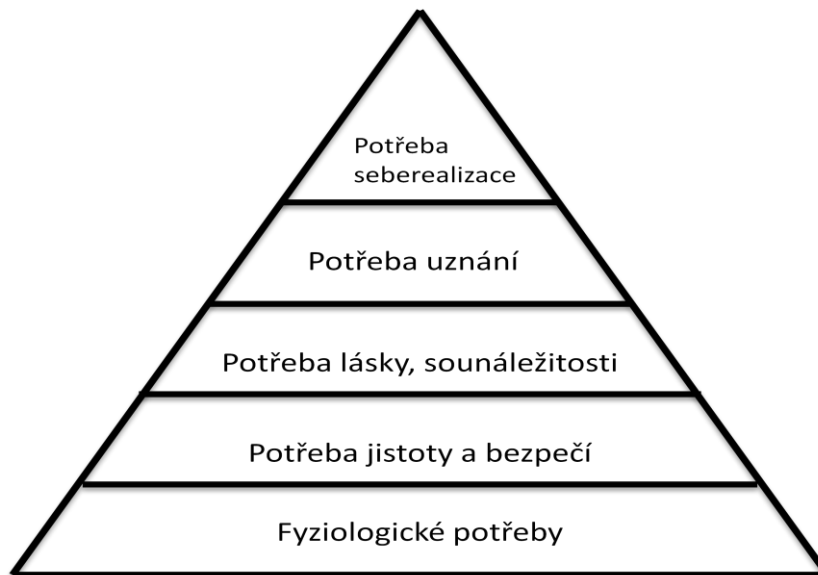 Potřeba
seberealizace
Potřeba uznání
Potřeba lásky, sounáležitosti
Potřeba jistoty a bezpečí
Fyziologické potřeby